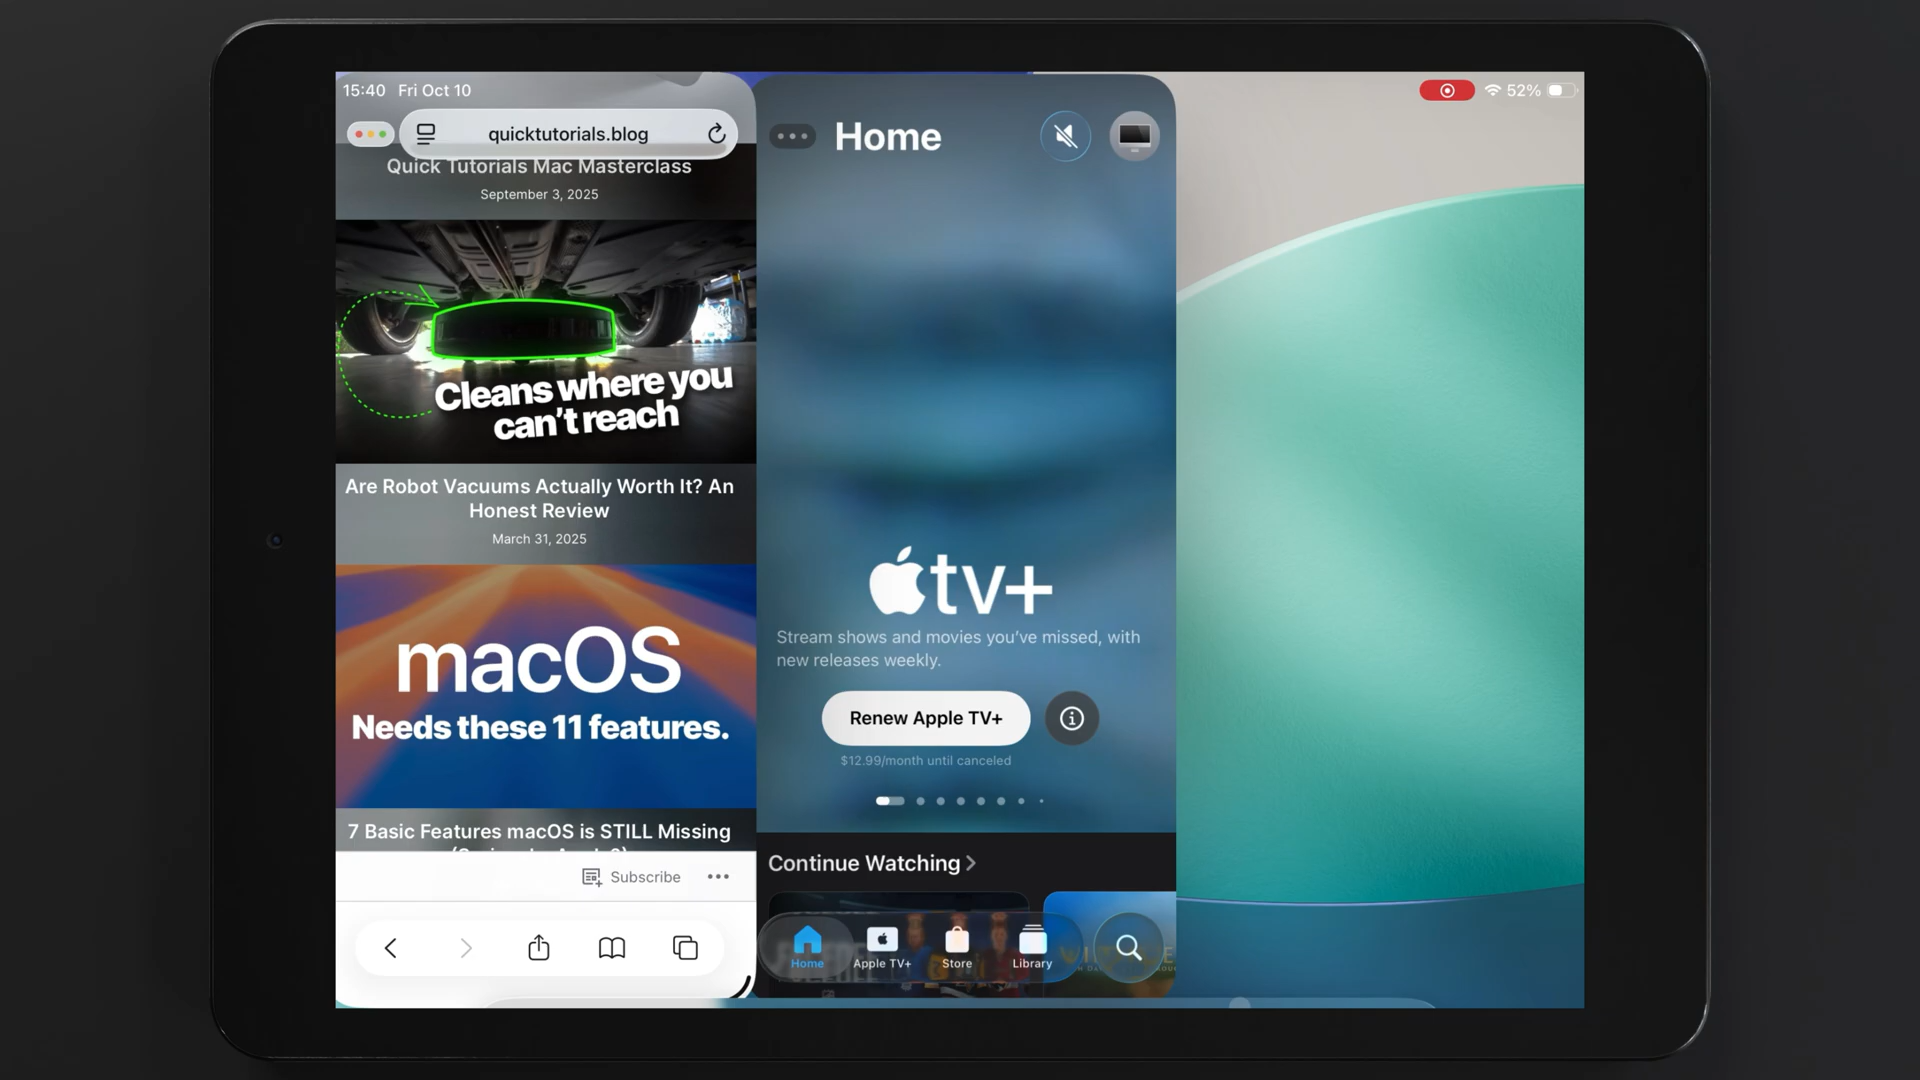 15:40 Fri Oct 10
52%
quicktutorials.blog
Quick Tutorials Mac Masterclass
September 3, 2025
Cleans where you
can't reach
Are Robot Vacuums Actually Worth It? An
Honest Review
March 31, 2025
macOS
Needs these 11 features.
7 Basic Features macOS is STILL Missing
Subscribe
Home
tv+
Stream shows and movies you've missed, with
new releases weekly.
Renew Apple TV+
$12.99/month until canceled
Continue Watching
Home Apple TV+ Store Library